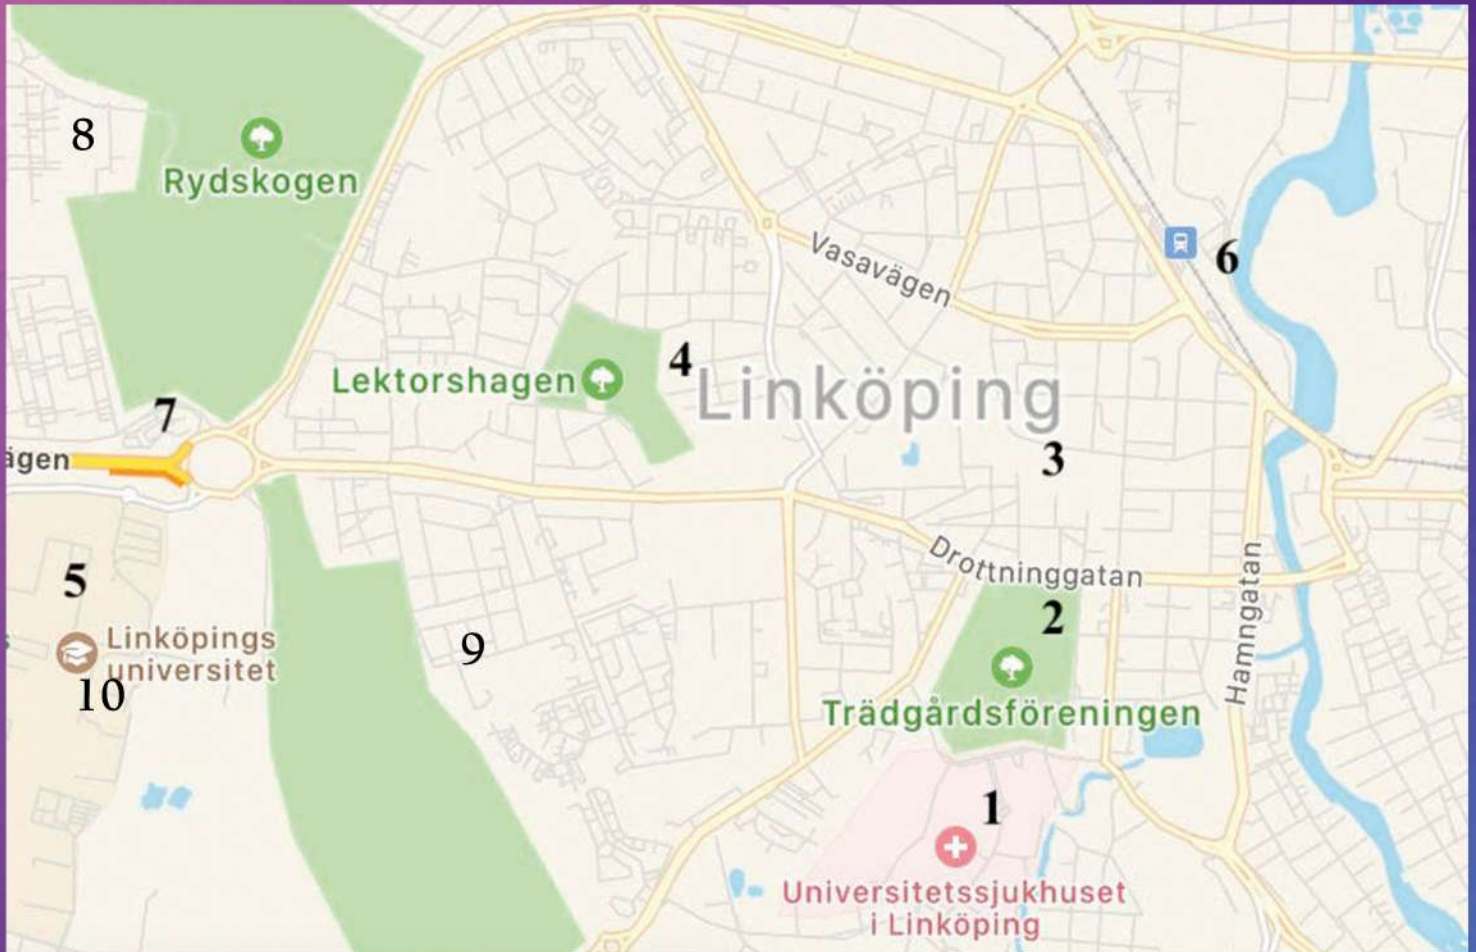 8
Rydskogen
Vasavägen
6
Lektorshagen
4
Linköping
7
ägen
3
Drottninggatan
5
2
Linköpings
universitet
10
9
Hamngatan
Trädgårdsföreningen
1
Universitetssjukhuset
i Linköping